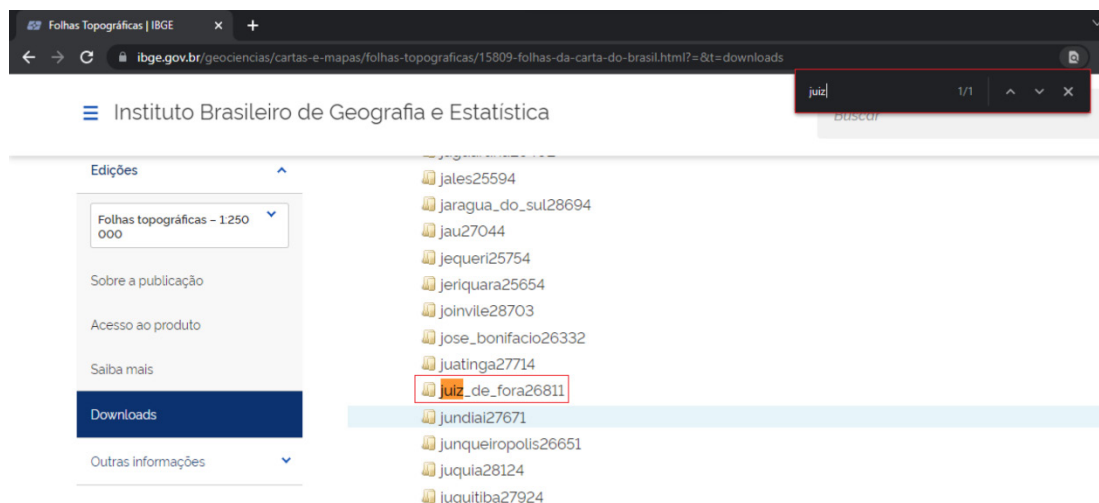 Folhas Topográficas | IBGE
ibge.gov.br/geociencias/cartas-e-mapas/folhas-topograficas/15809-folhas-da-carta-do-brasil.html?=&t=downloads
juiz 1/1
Instituto Brasileiro de Geografia e Estatística
Buscar
Edições
Folhas topográficas – 1:250
000
Sobre a publicação
Acesso ao produto
Saiba mais
Downloads
Outras informações
jales25594
jaragua_do_sul28694
jau27044
jequeri25754
jeriquara25654
joinvile28703
jose_bonifacio26332
juatinga27714
juiz_de_fora26811
jundiai27671
junqueiropolis26651
juquia28124
juquitiba27924